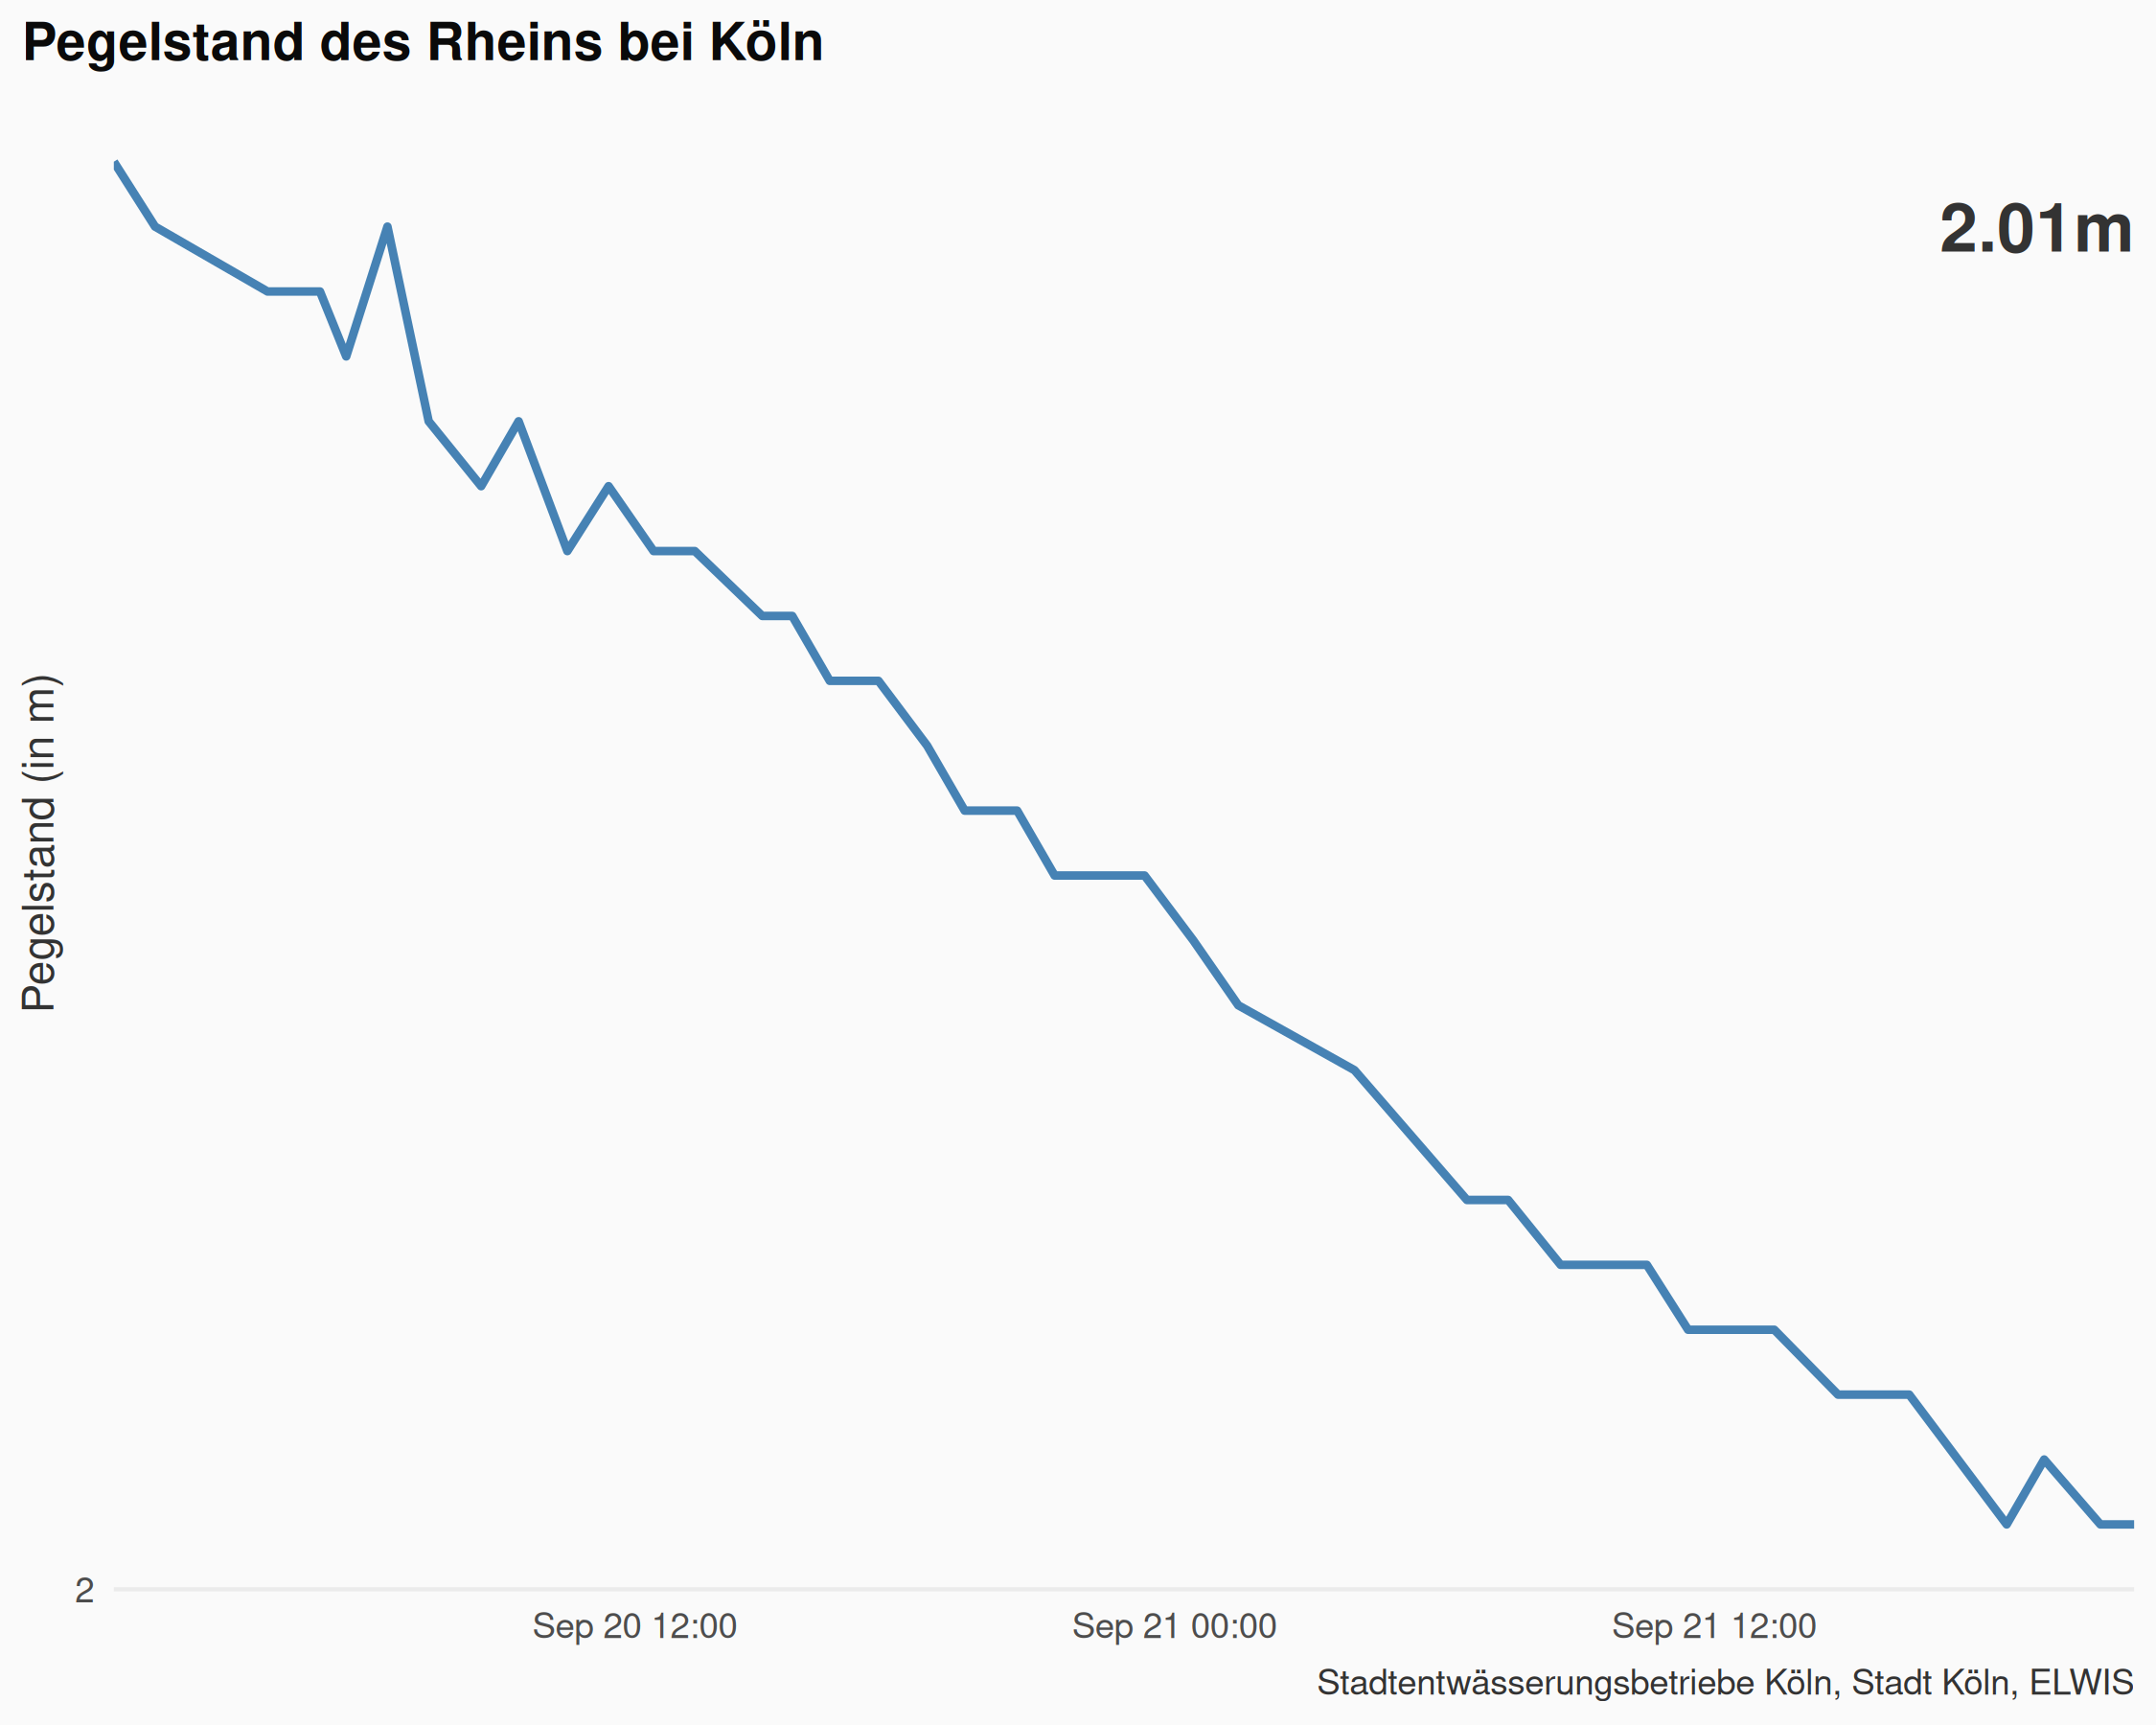 Pegelstand des Rheins bei Köln
2.01m
Pegelstand (in m)
2
Sep 20 12:00
Sep 21 00:00
Sep 21 12:00
Stadtentwässerungsbetriebe Köln, Stadt Köln, ELWIS